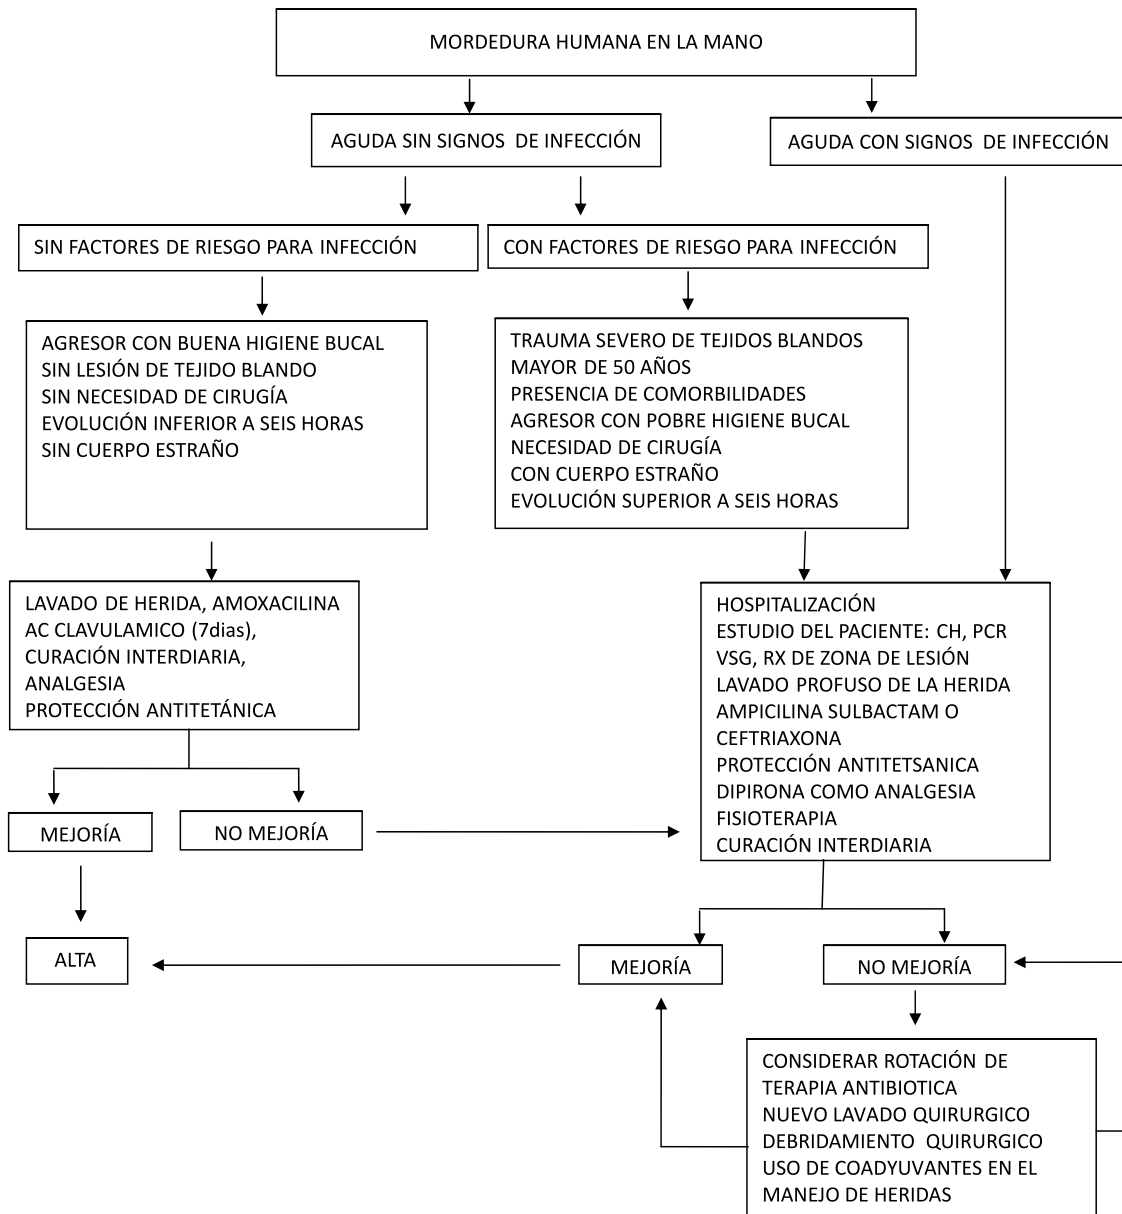 MORDEDURA HUMANA EN LA MANO
AGUDA SIN SIGNOS DE INFECCIÓN
AGUDA CON SIGNOS DE INFECCIÓN
SIN FACTORES DE RIESGO PARA INFECCIÓN
CON FACTORES DE RIESGO PARA INFECCIÓN
AGRESOR CON BUENA HIGIENE BUCAL
SIN LESIÓN DE TEJIDO BLANDO
SIN NECESIDAD DE CIRUGÍA
EVOLUCIÓN INFERIOR A SEIS HORAS
SIN CUERPO ESTRAÑO
TRAUMA SEVERO DE TEJIDOS BLANDOS
MAYOR DE 50 AÑOS
PRESENCIA DE COMORBILIDADES
AGRESOR CON POBRE HIGIENE BUCAL
NECESIDAD DE CIRUGÍA
CON CUERPO ESTRAÑO
EVOLUCIÓN SUPERIOR A SEIS HORAS
LAVADO DE HERIDA, AMOXACILINA
AC CLAVULAMICO (7dias),
CURACIÓN INTERDIARIA,
ANALGESIA
PROTECCIÓN ANTITETÁNICA
HOSPITALIZACIÓN
ESTUDIO DEL PACIENTE: CH, PCR
VSG, RX DE ZONA DE LESIÓN
LAVADO PROFUSO DE LA HERIDA
AMPICILINA SULBACTAM O
CEFTRIAXONA
PROTECCIÓN ANTITETSANICA
DIPIRONA COMO ANALGESIA
FISIOTERAPIA
CURACIÓN INTERDIARIA
MEJORÍA
NO MEJORÍA
ALTA
MEJORÍA
NO MEJORÍA
CONSIDERAR ROTACIÓN DE
TERAPIA ANTIBIOTICA
NUEVO LAVADO QUIRURGICO
DEBRIDAMIENTO QUIRURGICO
USO DE COADYUVANTES EN EL
MANEJO DE HERIDAS